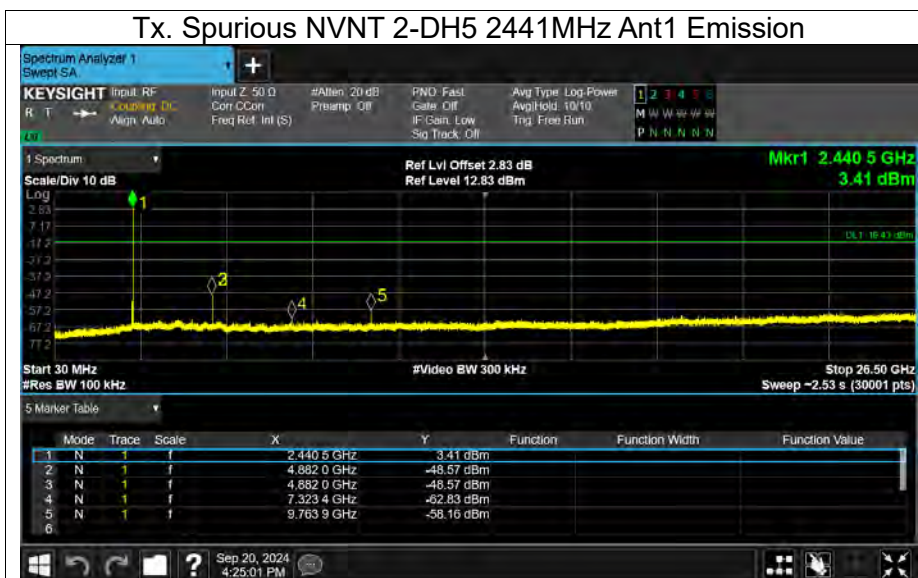 Tx. Spurious NVNT 2-DH5 2441MHz Ant1 Emission
Spectrum Analyzer 1
Swept SA
+
KEYSIGHT Input: RF Input Z: 50 Ω #Atten: 20 dB PNO: Fast Avg Type: Log-Power 1 2 3 4 5 6
R T Coupling: DC Corr CCorr Preamp: Off Gate: Off Avg|Hold: 10/10 M W W W W W
Align: Auto Freq Ref: Int (S) IF Gain: Low Trig: Free Run
Sig Track: Off P N N N N N
1 Spectrum Ref Lvl Offset 2.83 dB Mkr1 2.440 5 GHz
Scale/Div 10 dB Ref Level 12.83 dBm 3.41 dBm
Log
1
2.83
-7.17
-17.2
-27.2
-37.2
-47.2
-57.2
-67.2
-77.2
4
5
Start 30 MHz #Video BW 300 kHz Stop 26.50 GHz
#Res BW 100 kHz Sweep ~2.53 s (30001 pts)
5 Marker Table
Mode Trace Scale X Y Function Function Width Function Value
1 N 1 f 2.440 5 GHz 3.41 dBm
2 N 1 f 4.882 0 GHz -48.57 dBm
3 N 1 f 4.882 0 GHz -48.57 dBm
4 N 1 f 7.323 4 GHz -62.83 dBm
5 N 1 f 9.763 9 GHz -58.16 dBm
6
?
Sep 20, 2024
4:25:01 PM